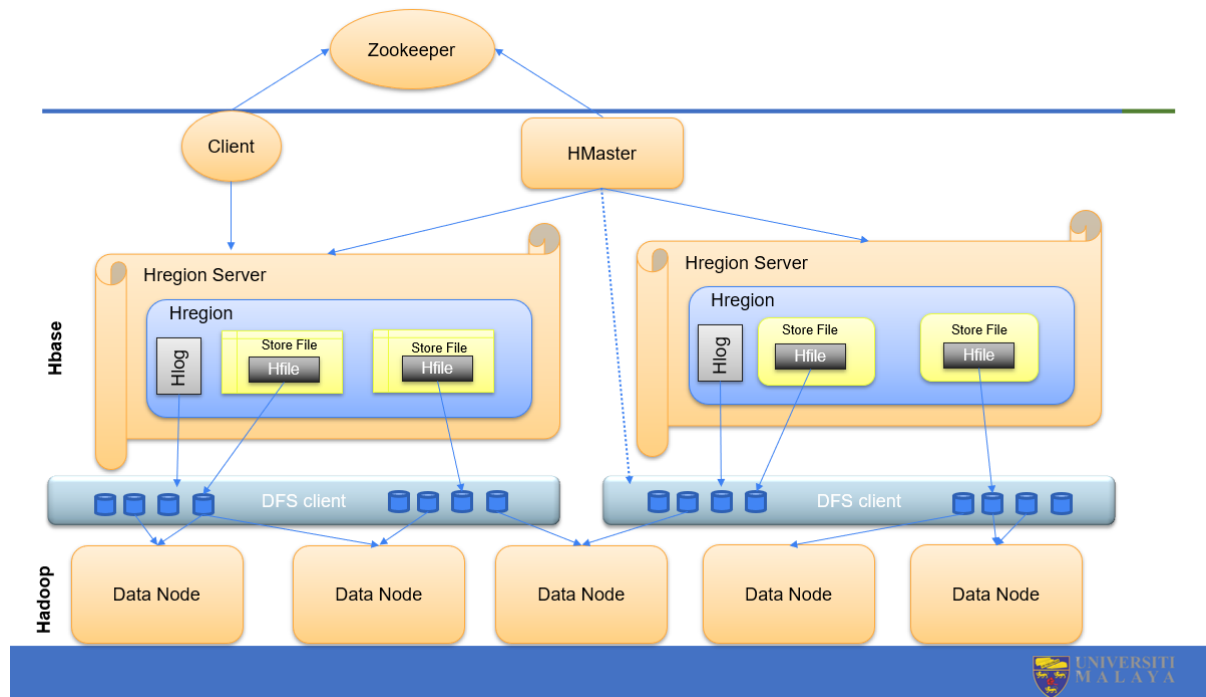 Zookeeper
Client
HMaster
Hbase
Hregion Server
Hregion
Hlog
Store File
Hfile
Store File
Hfile
Hregion Server
Hregion
Hlog
Store File
Hfile
Store File
Hfile
DFS client
DFS client
Hadoop
Data Node
Data Node
Data Node
Data Node
Data Node
UNIVERSITI
MALAYA